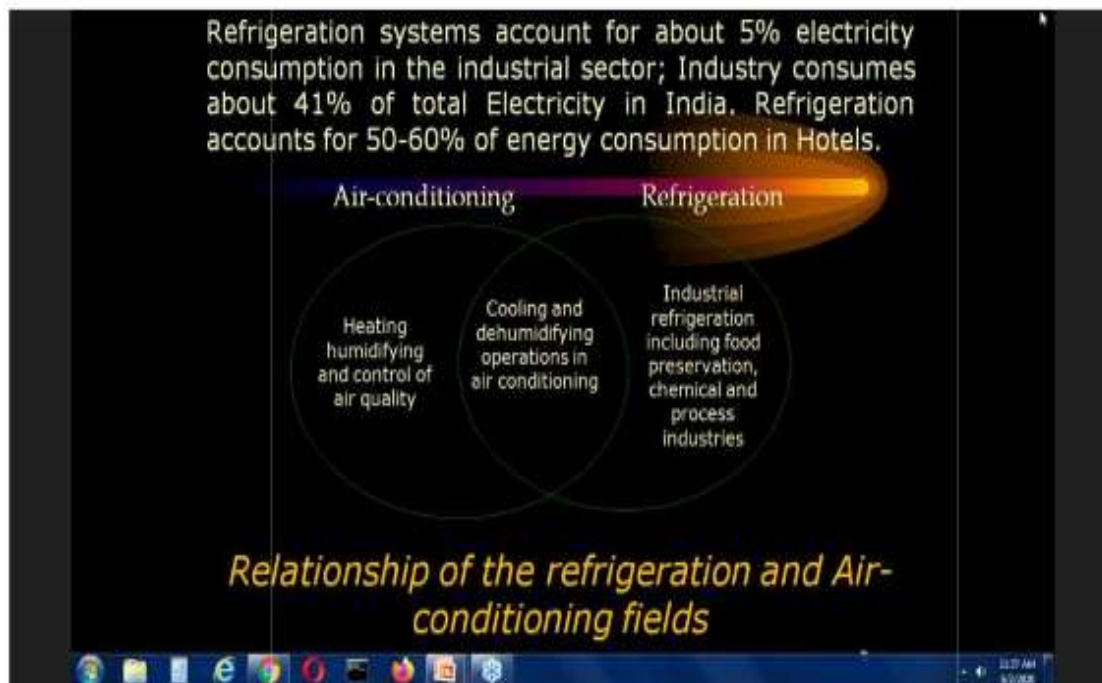 Refrigeration systems account for about 5% electricity
consumption in the industrial sector; Industry consumes
about 41% of total Electricity in India. Refrigeration
accounts for 50-60% of energy consumption in Hotels.
Air-conditioning
Refrigeration
Heating
humidifying
and control of
air quality
Cooling and
dehumidifying
operations in
air conditioning
Industrial
refrigeration
including food
preservation,
chemical and
process
industries
Relationship of the refrigeration and Air-
conditioning fields